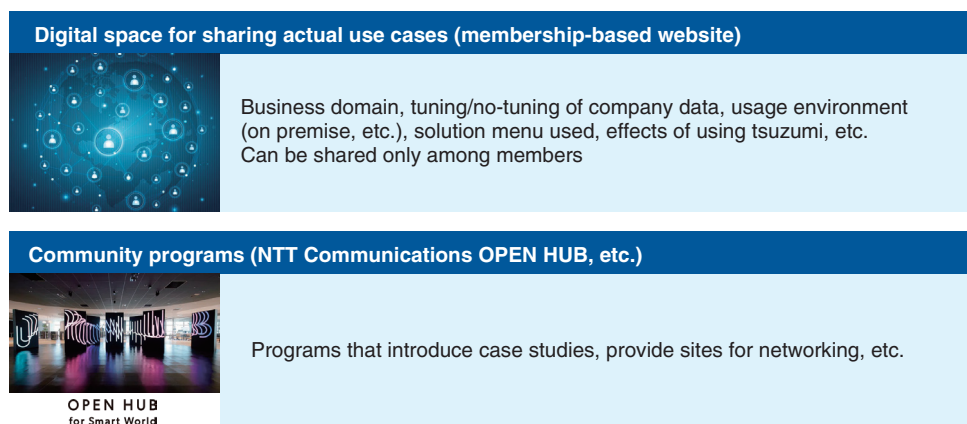 Digital space for sharing actual use cases (membership-based website)
Business domain, tuning/no-tuning of company data, usage environment
(on premise, etc.), solution menu used, effects of using tsuzumi, etc.
Can be shared only among members
Community programs (NTT Communications OPEN HUB, etc.)
Programs that introduce case studies, provide sites for networking, etc.
OPEN HUB
for Smart World